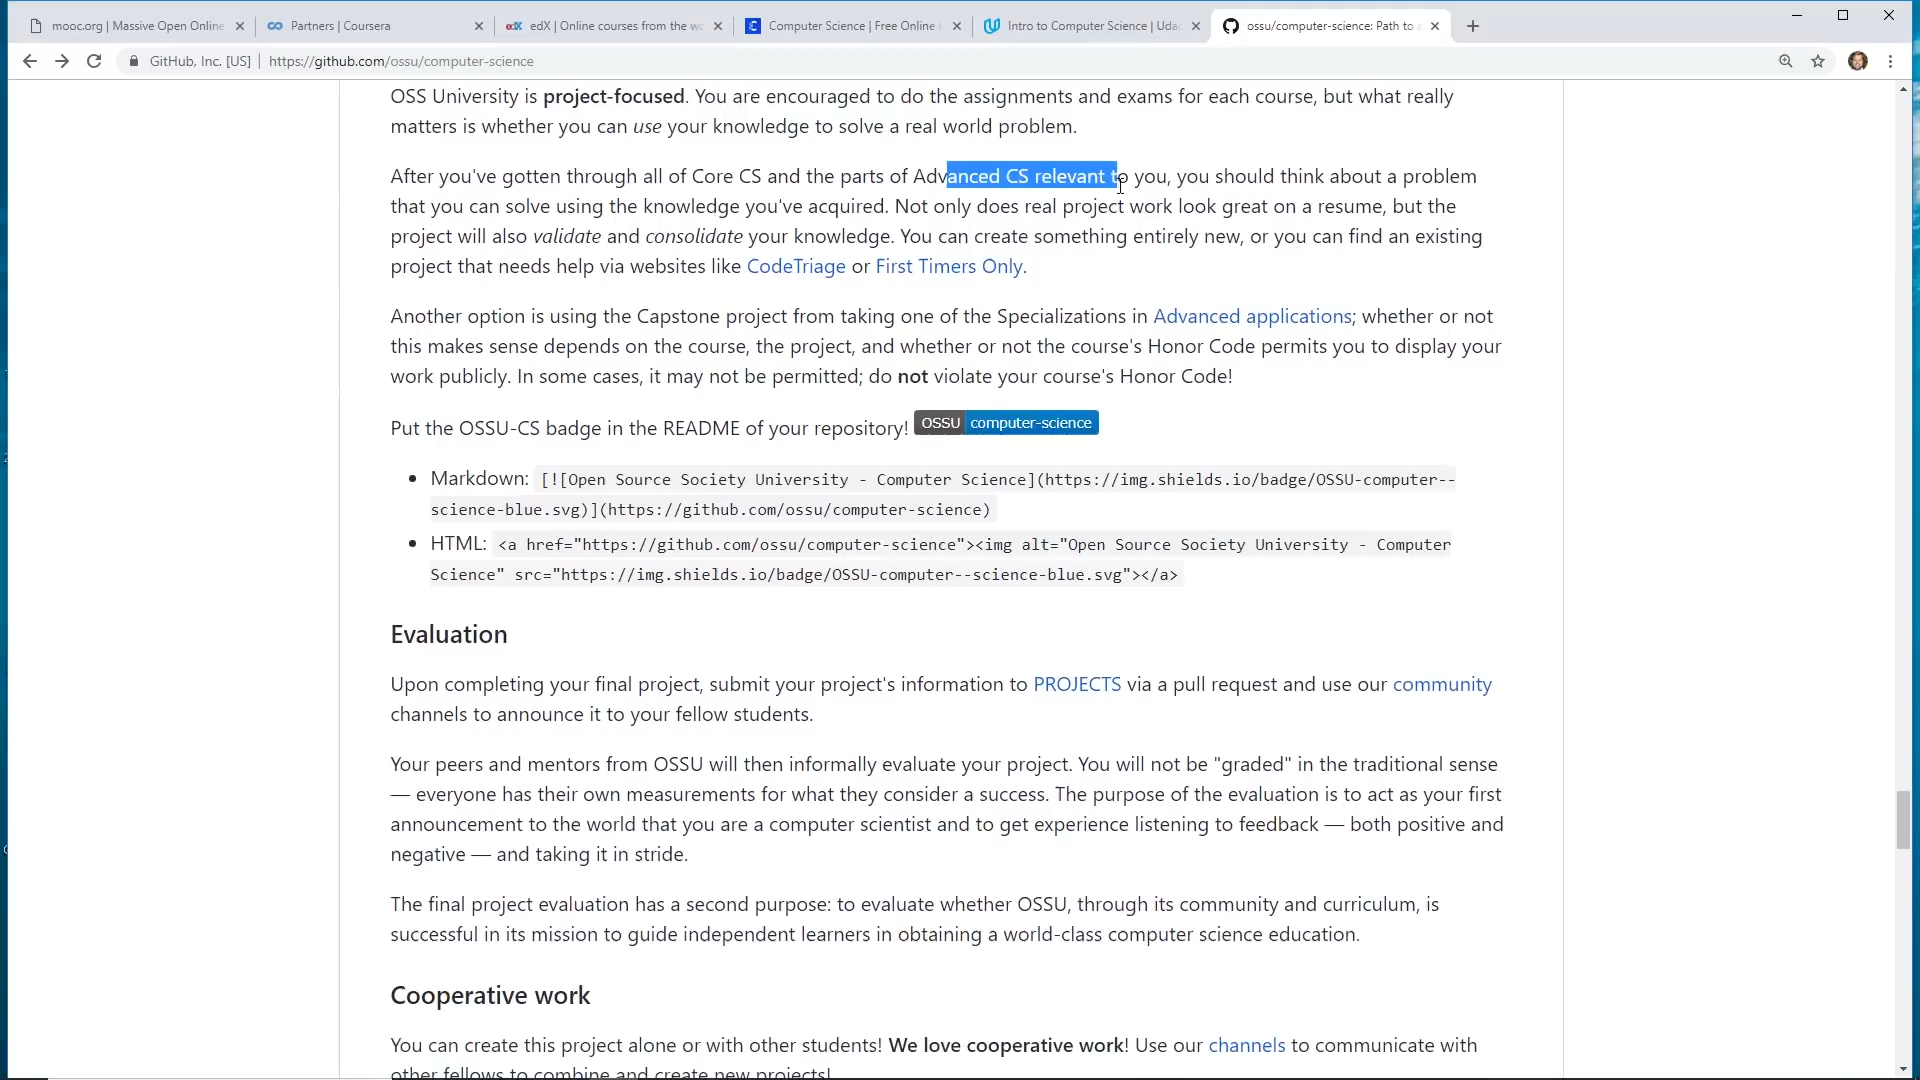 mooc.org | Massive Open Online
Partners | Coursera
edX | Online courses from the wo
Computer Science | Free Online C
Intro to Computer Science | Udac
ossu/computer-science: Path to a
GitHub, Inc. [US] | https://github.com/ossu/computer-science
OSS University is project-focused. You are encouraged to do the assignments and exams for each course, but what really
matters is whether you can use your knowledge to solve a real world problem.
After you've gotten through all of Core CS and the parts of Advanced CS relevant to you, you should think about a problem
that you can solve using the knowledge you've acquired. Not only does real project work look great on a resume, but the
project will also validate and consolidate your knowledge. You can create something entirely new, or you can find an existing
project that needs help via websites like CodeTriage or First Timers Only.
Another option is using the Capstone project from taking one of the Specializations in Advanced applications; whether or not
this makes sense depends on the course, the project, and whether or not the course's Honor Code permits you to display your
work publicly. In some cases, it may not be permitted; do not violate your course's Honor Code!
Put the OSSU-CS badge in the README of your repository! OSSU computer-science
Markdown: [![Open Source Society University - Computer Science](https://img.shields.io/badge/OSSU-computer--
science-blue.svg)](https://github.com/ossu/computer-science)
HTML: <a href="https://github.com/ossu/computer-science"><img alt="Open Source Society University - Computer
Science" src="https://img.shields.io/badge/OSSU-computer--science-blue.svg"></a>
Evaluation
Upon completing your final project, submit your project's information to PROJECTS via a pull request and use our community
channels to announce it to your fellow students.
Your peers and mentors from OSSU will then informally evaluate your project. You will not be "graded" in the traditional sense
— everyone has their own measurements for what they consider a success. The purpose of the evaluation is to act as your first
announcement to the world that you are a computer scientist and to get experience listening to feedback — both positive and
negative — and taking it in stride.
The final project evaluation has a second purpose: to evaluate whether OSSU, through its community and curriculum, is
successful in its mission to guide independent learners in obtaining a world-class computer science education.
Cooperative work
You can create this project alone or with other students! We love cooperative work! Use our channels to communicate with
other fellows to combine and create new projects!